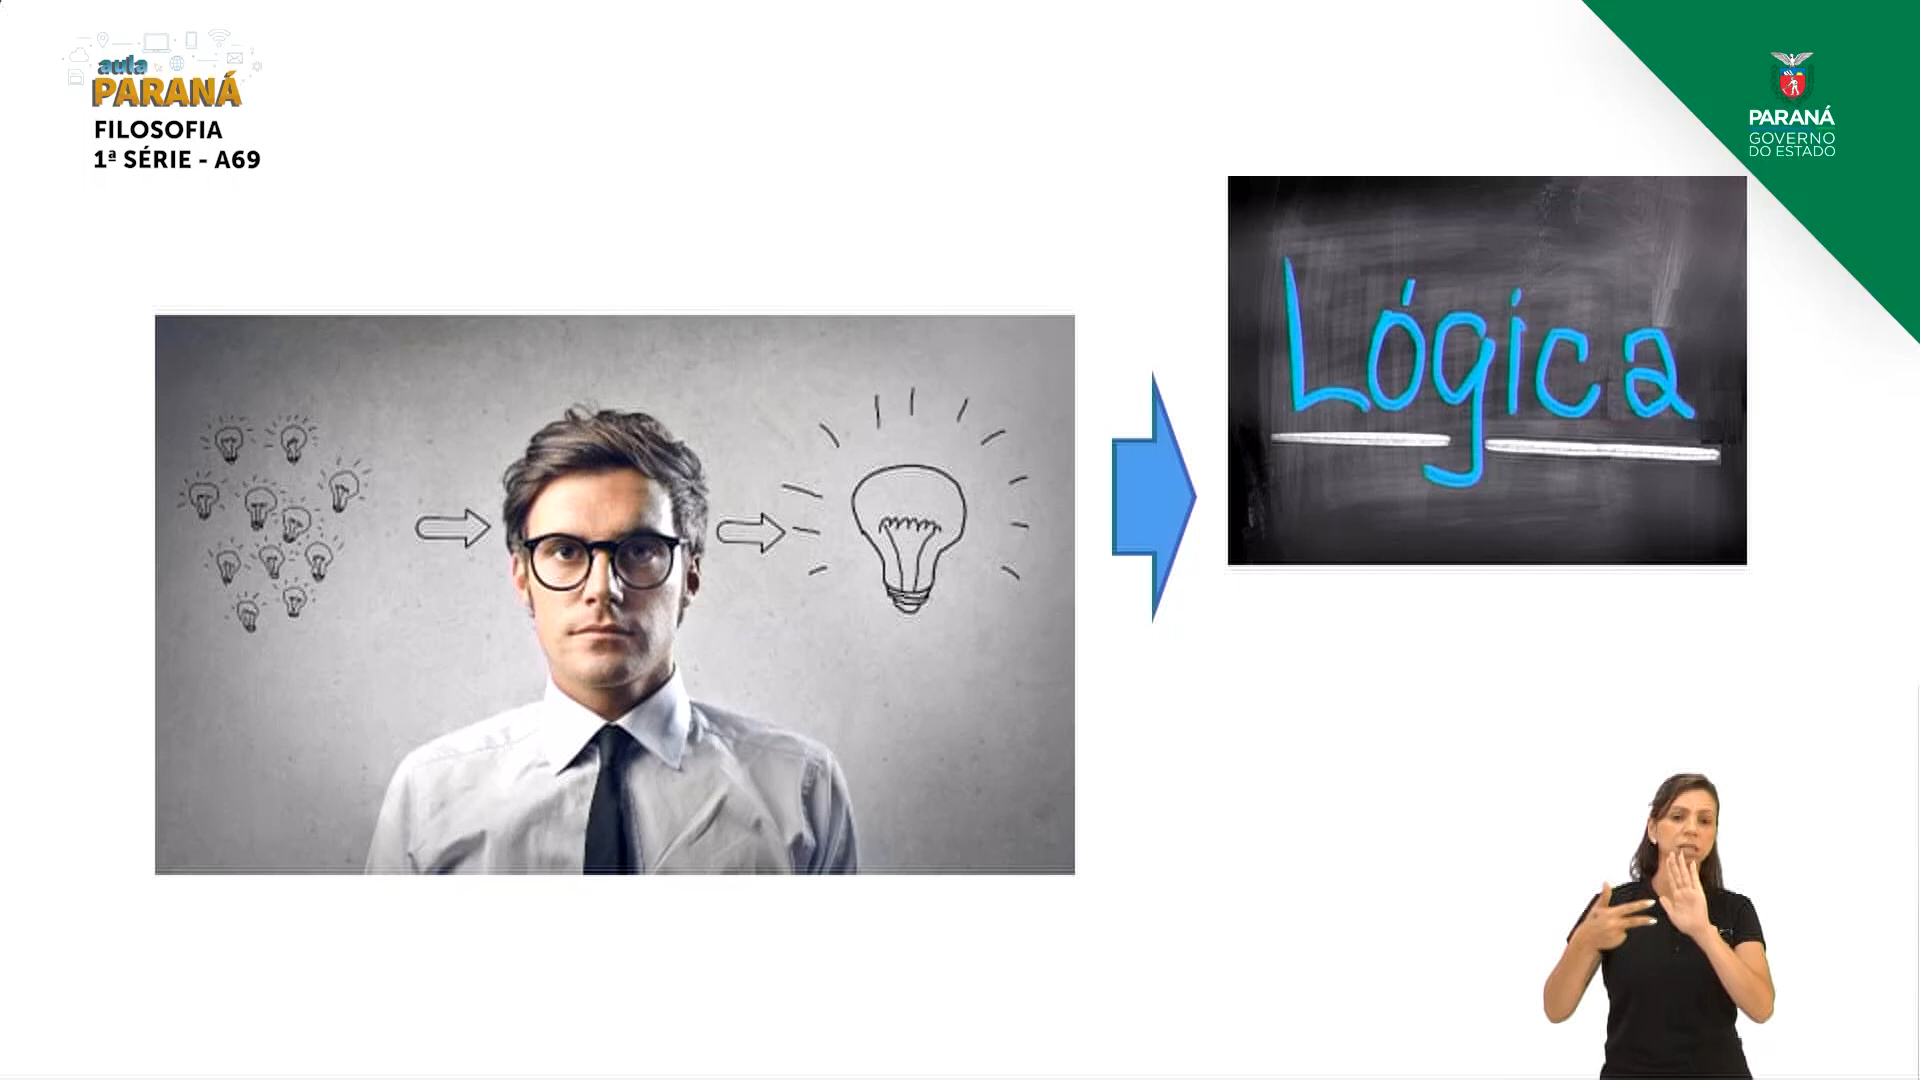 aula
PARANÁ
FILOSOFIA
1ª SÉRIE - A69
PARANÁ
GOVERNO
DO ESTADO
Lógica